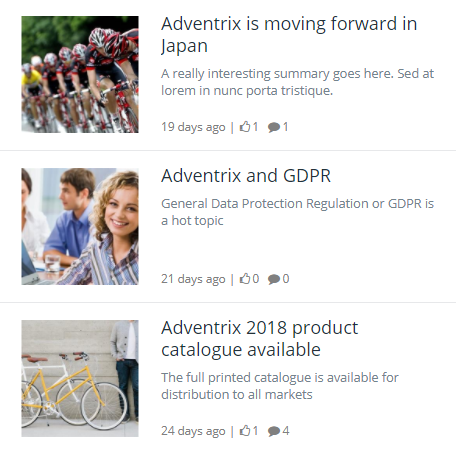 Adventrix is moving forward in
Japan
A really interesting summary goes here. Sed at
lorem in nunc porta tristique.
19 days ago | 1 1
Adventrix and GDPR
General Data Protection Regulation or GDPR is
a hot topic
21 days ago | 0 0
Adventrix 2018 product
catalogue available
The full printed catalogue is available for
distribution to all markets
24 days ago | 1 4